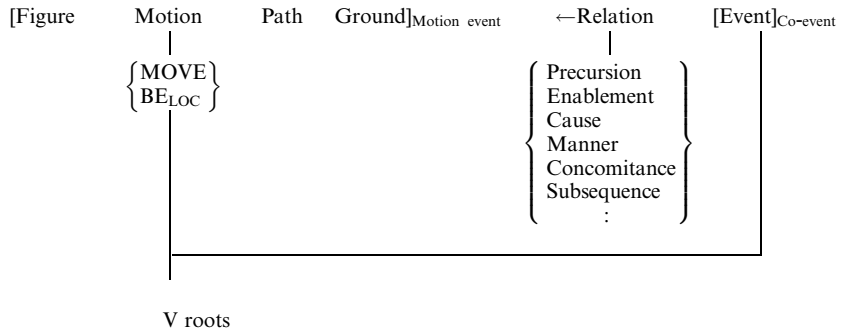 [Figure Motion Path Ground]Motion event ←Relation [Event]Co-event
MOVE
BELOC
Precursion
Enablement
Cause
Manner
Concomitance
Subsequence
:
V roots